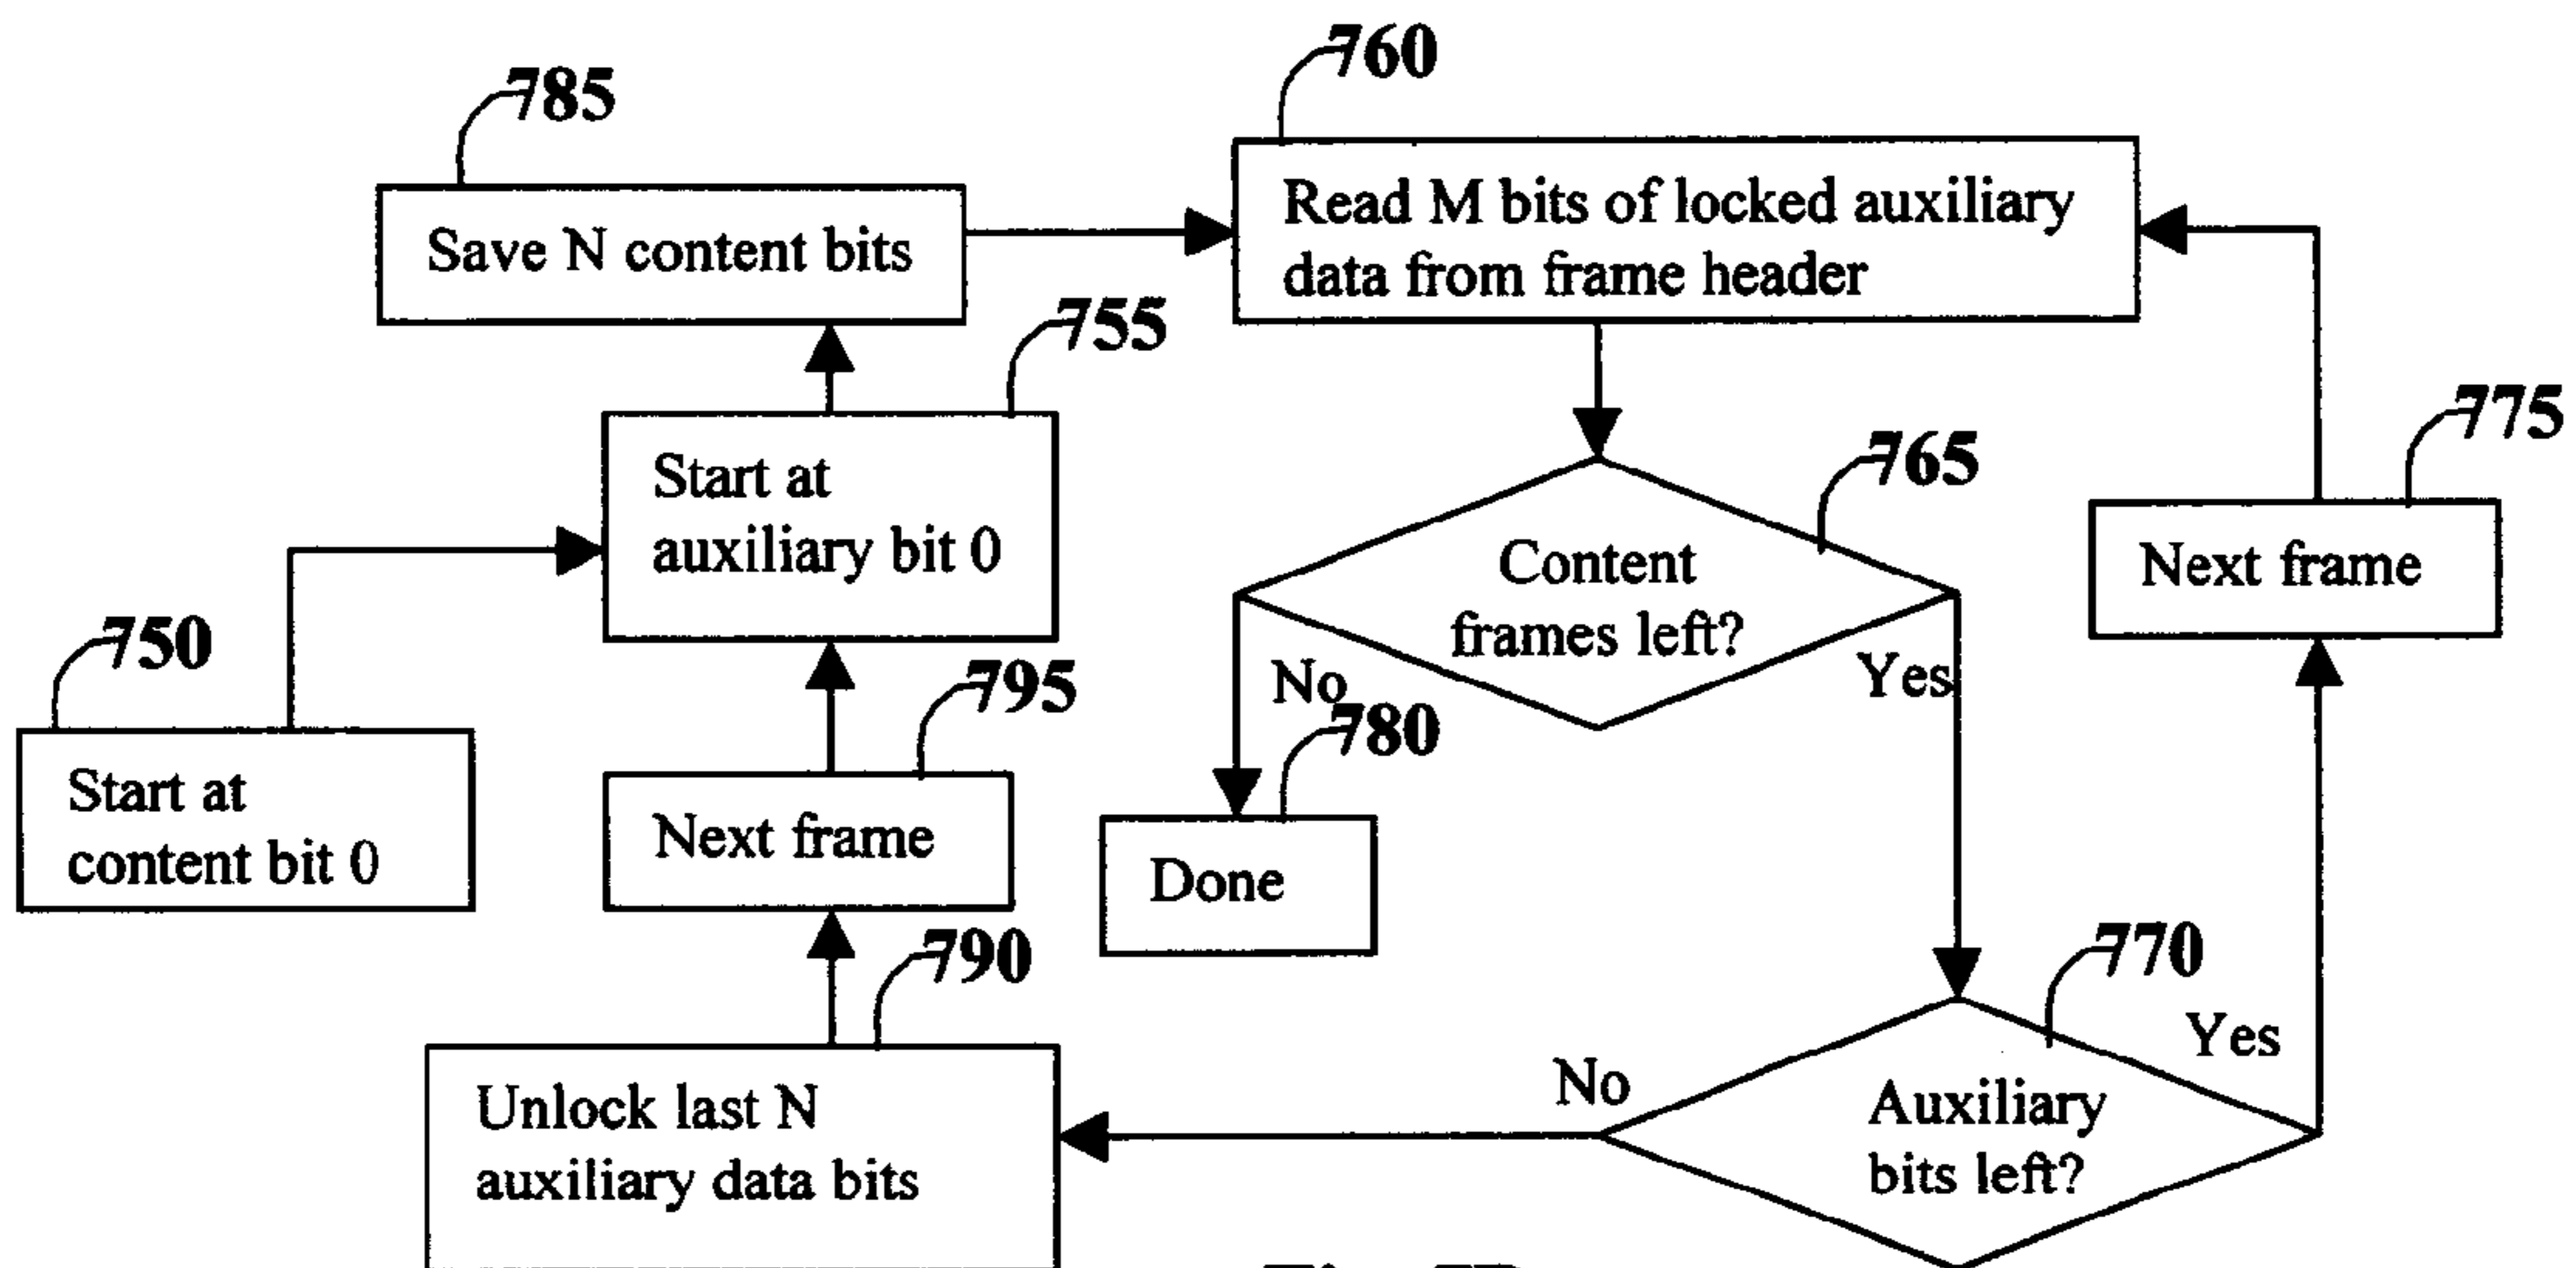 760
785
Read M bits of locked auxiliary
data from frame header
Save N content bits
755
775
765
Start at
auxiliary bit 0
Content
frames left?
Next frame
750
795
No
Yes
780
Start at
content bit 0
Next frame
Done
790
770
No
Yes
Unlock last N
auxiliary data bits
Auxiliary
bits left?